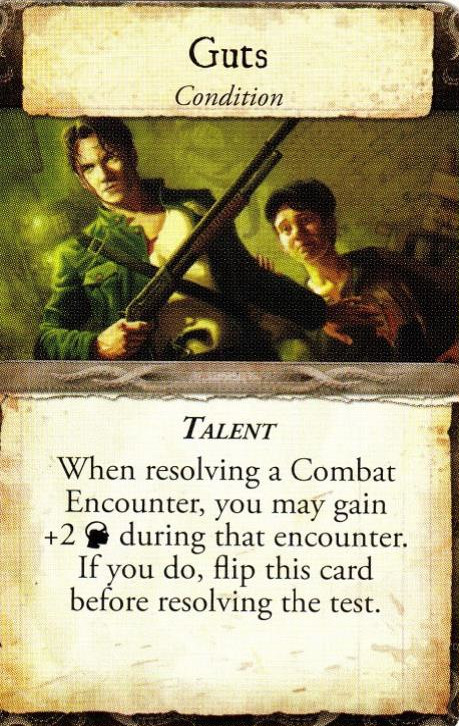 Guts
Condition
TALENT
When resolving a Combat
Encounter, you may gain
+2 during that encounter.
If you do, flip this card
before resolving the test.